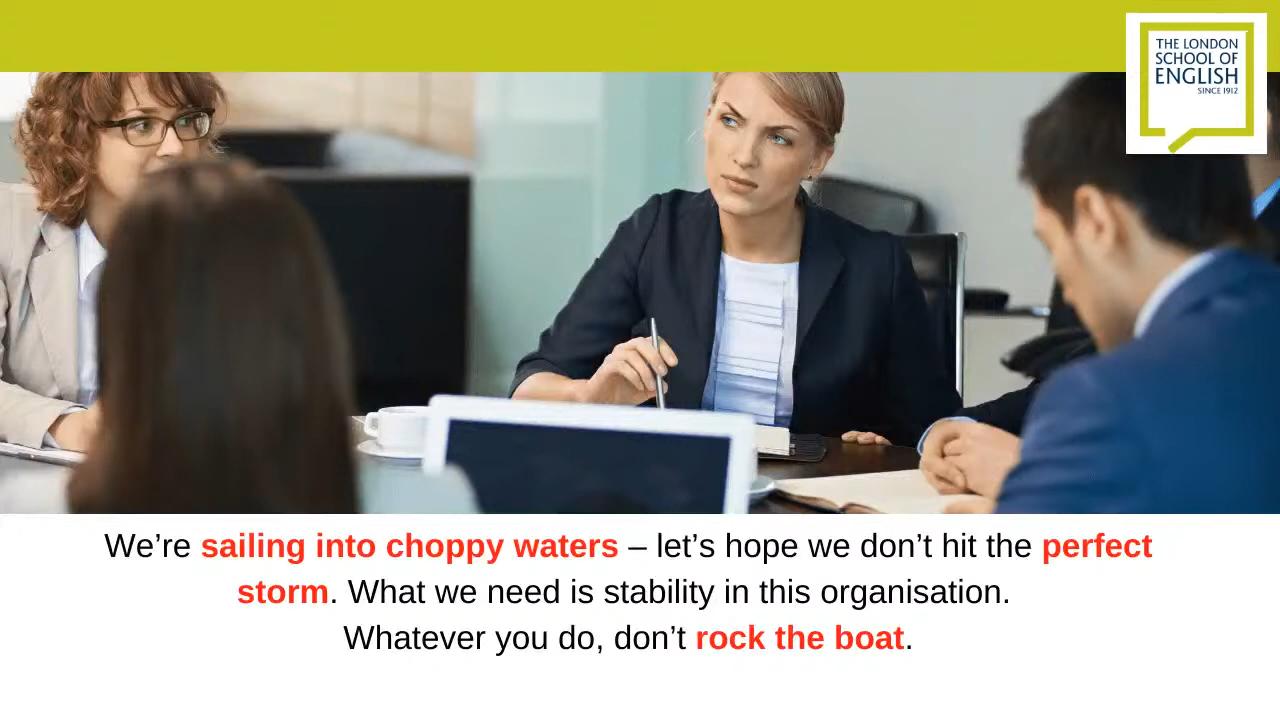 THE LONDON
SCHOOL OF
ENGLISH
SINCE 1912
We’re sailing into choppy waters – let’s hope we don’t hit the perfect
storm. What we need is stability in this organisation.
Whatever you do, don’t rock the boat.